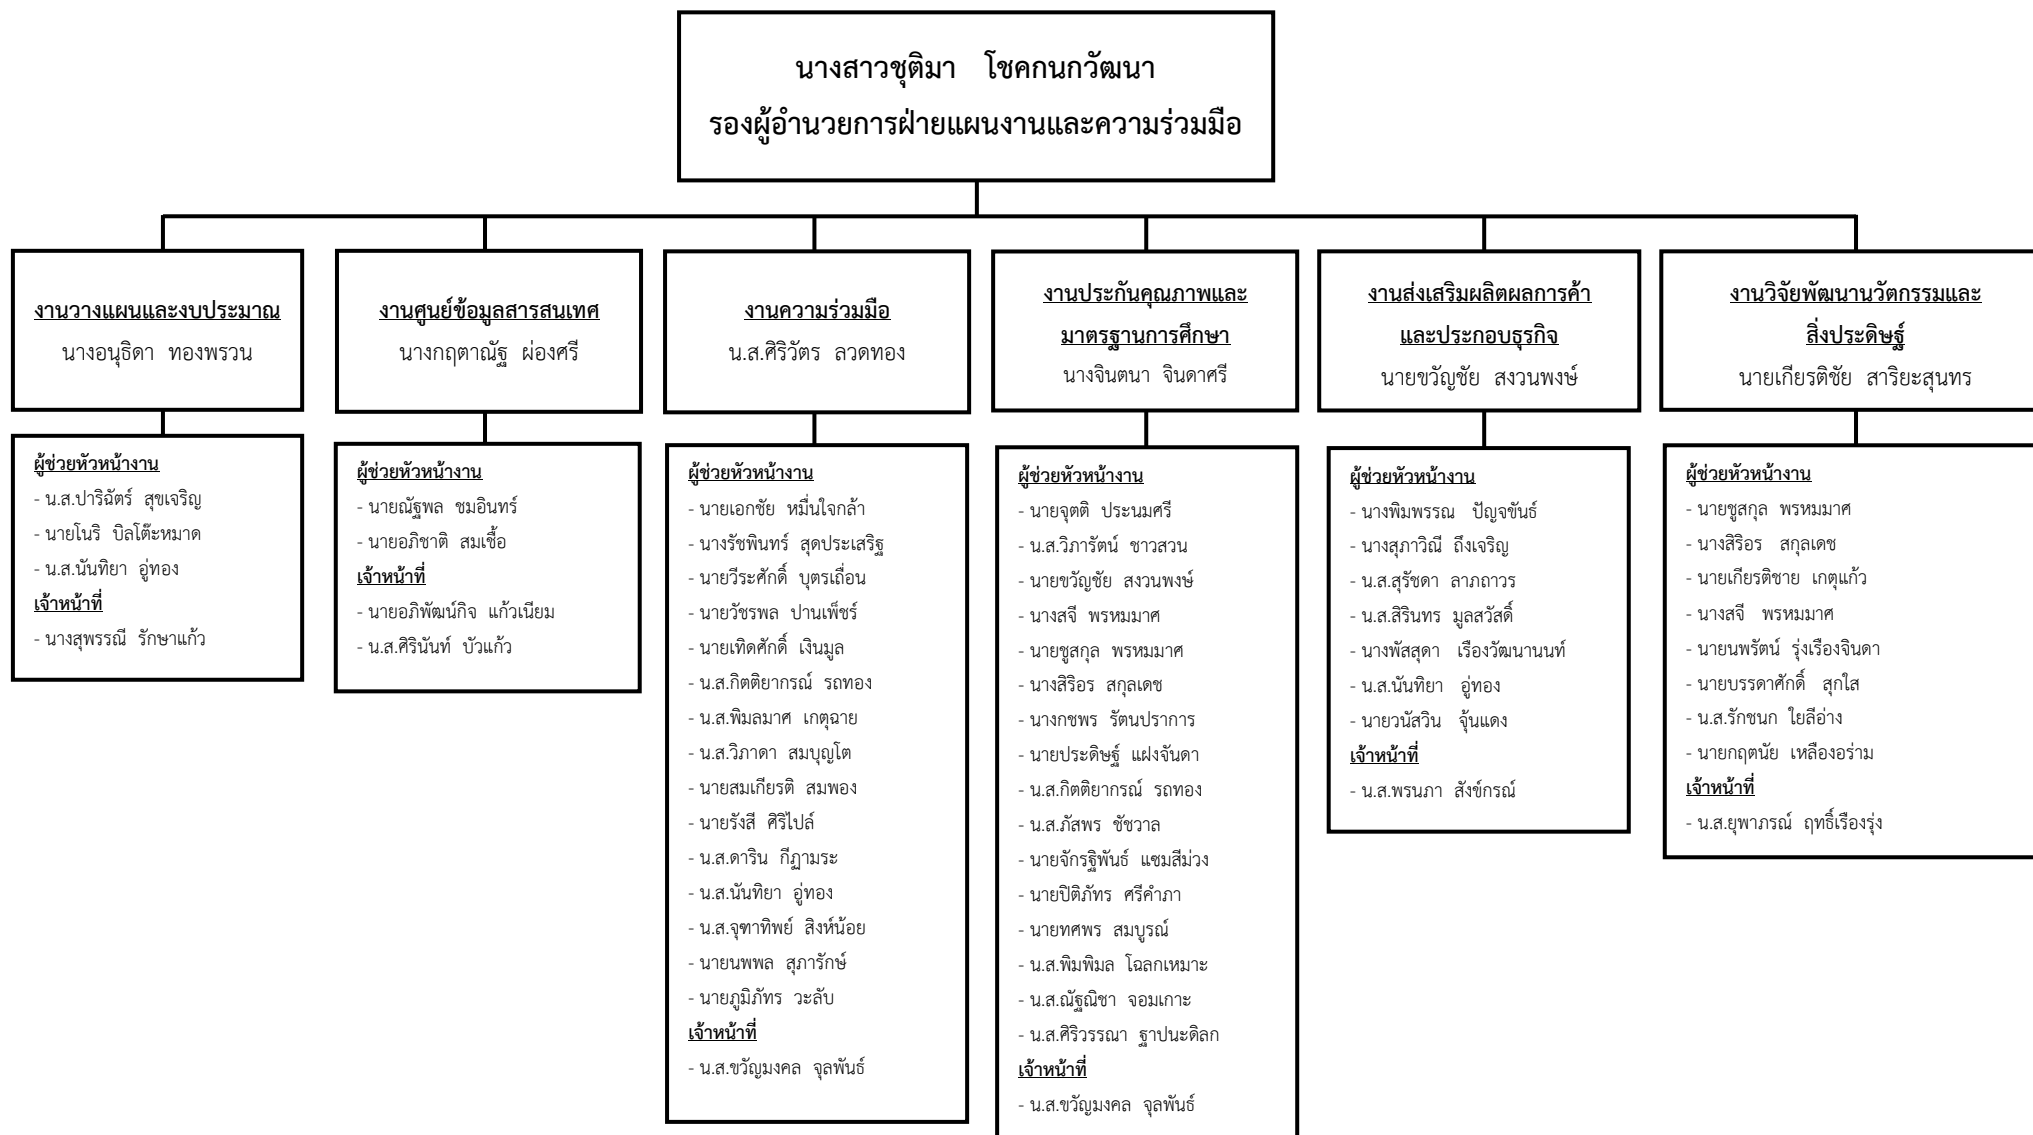 นางสาวชุติมา โชคกนกวัฒนา
รองผู้อำนวยการฝ่ายแผนงานและความร่วมมือ
งานวางแผนและงบประมาณ
นางอนุธิดา ทองพรวน
งานศูนย์ข้อมูลสารสนเทศ
นางกฤตาณัฐ ผ่องศรี
งานความร่วมมือ
น.ส.ศิริวัตร ลวดทอง
งานประกันคุณภาพและ
มาตรฐานการศึกษา
นางจินตนา จินดาศรี
งานส่งเสริมผลิตผลการค้า
และประกอบธุรกิจ
นายขวัญชัย สงวนพงษ์
งานวิจัยพัฒนานวัตกรรมและ
สิ่งประดิษฐ์
นายเกียรติชัย สาริยะสุนทร
ผู้ช่วยหัวหน้างาน
- น.ส.ปาริฉัตร์ สุขเจริญ
- นายโนริ บิลโต๊ะหมาด
- น.ส.นันทิยา อู่ทอง
เจ้าหน้าที่
- นางสุพรรณี รักษาแก้ว
ผู้ช่วยหัวหน้างาน
- นายณัฐพล ชมอินทร์
- นายอภิชาติ สมเชื้อ
เจ้าหน้าที่
- นายอภิพัฒน์กิจ แก้วเนียม
- น.ส.ศิรินันท์ บัวแก้ว
ผู้ช่วยหัวหน้างาน
- นายเอกชัย หมื่นใจกล้า
- นางรัชพินทร์ สุดประเสริฐ
- นายวีระศักดิ์ บุตรเถื่อน
- นายวัชรพล ปานเพ็ชร์
- นายเทิดศักดิ์ เงินมูล
- น.ส.กิตติยากรณ์ รถทอง
- น.ส.พิมลมาศ เกตุฉาย
- น.ส.วิภาดา สมบุญโต
- นายสมเกียรติ สมพอง
- นายรังสี ศิริไปล์
- น.ส.ดาริน กีฏามระ
- น.ส.นันทิยา อู่ทอง
- น.ส.จุฑาทิพย์ สิงห์น้อย
- นายนพพล สุภารักษ์
- นายภูมิภัทร วะลับ
เจ้าหน้าที่
- น.ส.ขวัญมงคล จุลพันธ์
ผู้ช่วยหัวหน้างาน
- นายจุตติ ประนมศรี
- น.ส.วิภารัตน์ ชาวสวน
- นายขวัญชัย สงวนพงษ์
- นางสจี พรหมมาศ
- นายชูสกุล พรหมมาศ
- นางสิริอร สกุลเดช
- นางกชพร รัตนปราการ
- นายประดิษฐ์ แฝงจันดา
- น.ส.กิตติยากรณ์ รถทอง
- น.ส.ภัสพร ชัชวาล
- นายจักรฐิพันธ์ แซมสีม่วง
- นายปิติภัทร ศรีคำภา
- นายทศพร สมบูรณ์
- น.ส.พิมพิมล โฉลกเหมาะ
- น.ส.ณัฐณิชา จอมเกาะ
- น.ส.ศิริวรรณา ฐาปนะดิลก
เจ้าหน้าที่
- น.ส.ขวัญมงคล จุลพันธ์
ผู้ช่วยหัวหน้างาน
- นางพิมพรรณ ปัญจขันธ์
- นางสุภาวิณี ถึงเจริญ
- น.ส.สุรัชดา ลาภถาวร
- น.ส.สิรินทร มูลสวัสดิ์
- นางพัสสุดา เรืองวัฒนานนท์
- น.ส.นันทิยา อู่ทอง
- นายวนัสวิน จุ้นแดง
เจ้าหน้าที่
- น.ส.พรนภา สังข์กรณ์
ผู้ช่วยหัวหน้างาน
- นายชูสกุล พรหมมาศ
- นางสิริอร สกุลเดช
- นายเกียรติชาย เกตุแก้ว
- นางสจี พรหมมาศ
- นายนพรัตน์ รุ่งเรืองจินดา
- นายบรรดาศักดิ์ สุกใส
- น.ส.รักชนก ใยลีอ่าง
- นายกฤตนัย เหลืองอร่าม
เจ้าหน้าที่
- น.ส.ยุพาภรณ์ ฤทธิ์เรืองรุ่ง